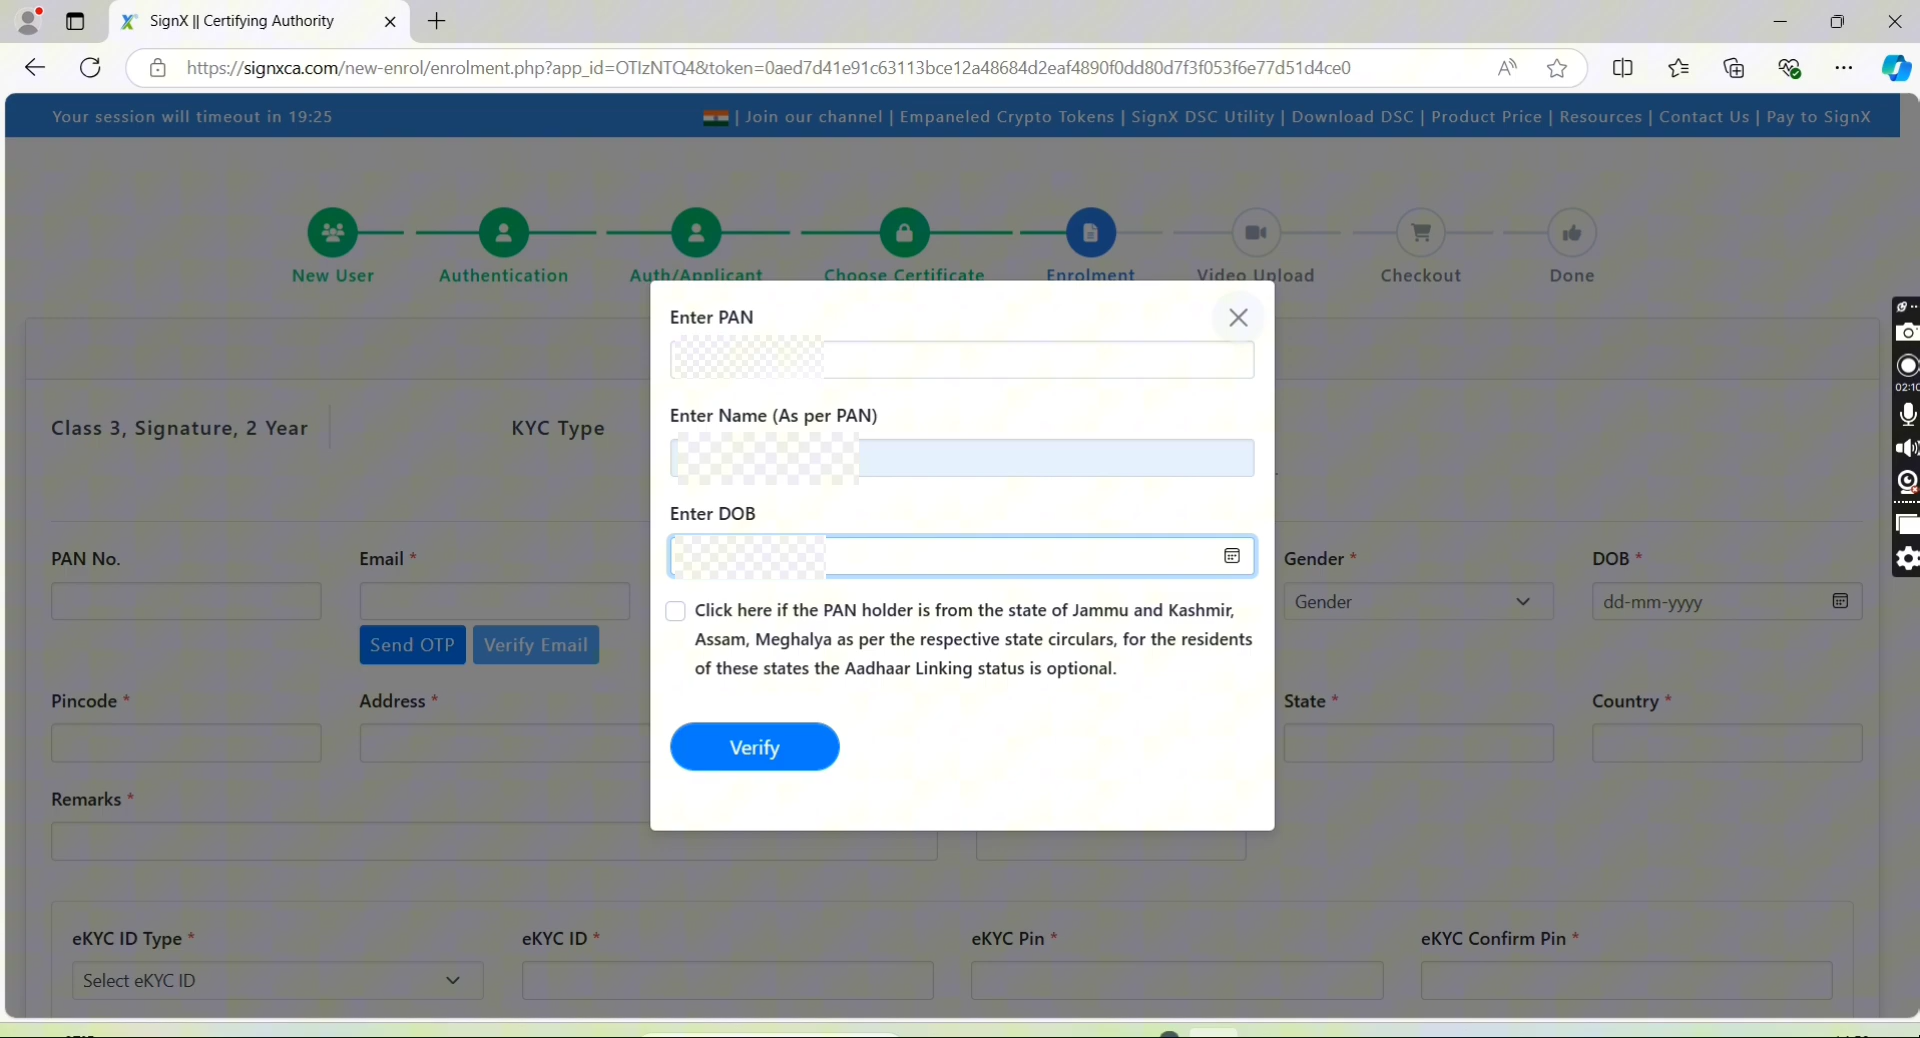 SignX || Certifying Authority
https://signxca.com/new-enrol/enrolment.php?app_id=OTIzNTQ4&token=0aed7d41e91c63113bce12a48684d2eaf4890f0dd80d7f3f053f6e77d51d4ce0
Your session will timeout in 19:25
| Join our channel | Empaneled Crypto Tokens | SignX DSC Utility | Download DSC | Product Price | Resources | Contact Us | Pay to SignX
New User
Authentication
Auth/Applicant
Choose Certificate
Enrolment
Video Upload
Checkout
Done
Enter PAN
Enter Name (As per PAN)
Enter DOB
Click here if the PAN holder is from the state of Jammu and Kashmir,
Assam, Meghalya as per the respective state circulars, for the residents
of these states the Aadhaar Linking status is optional.
Verify
Class 3, Signature, 2 Year
KYC Type
PAN No.
Email *
Gender *
DOB *
Gender
dd-mm-yyyy
Send OTP
Verify Email
Pincode *
Address *
State *
Country *
Remarks *
eKYC ID Type *
eKYC ID *
eKYC Pin *
eKYC Confirm Pin *
Select eKYC ID
02:10